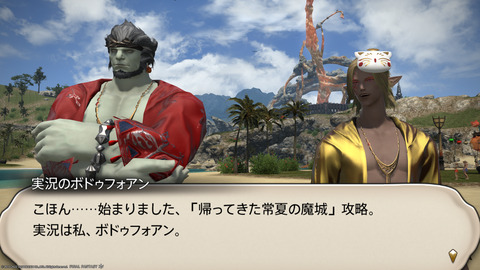 実況のボドゥフォアン
こほん……始まりました、「帰ってきた常夏の魔城」攻略。
実況は私、ボドゥフォアン。